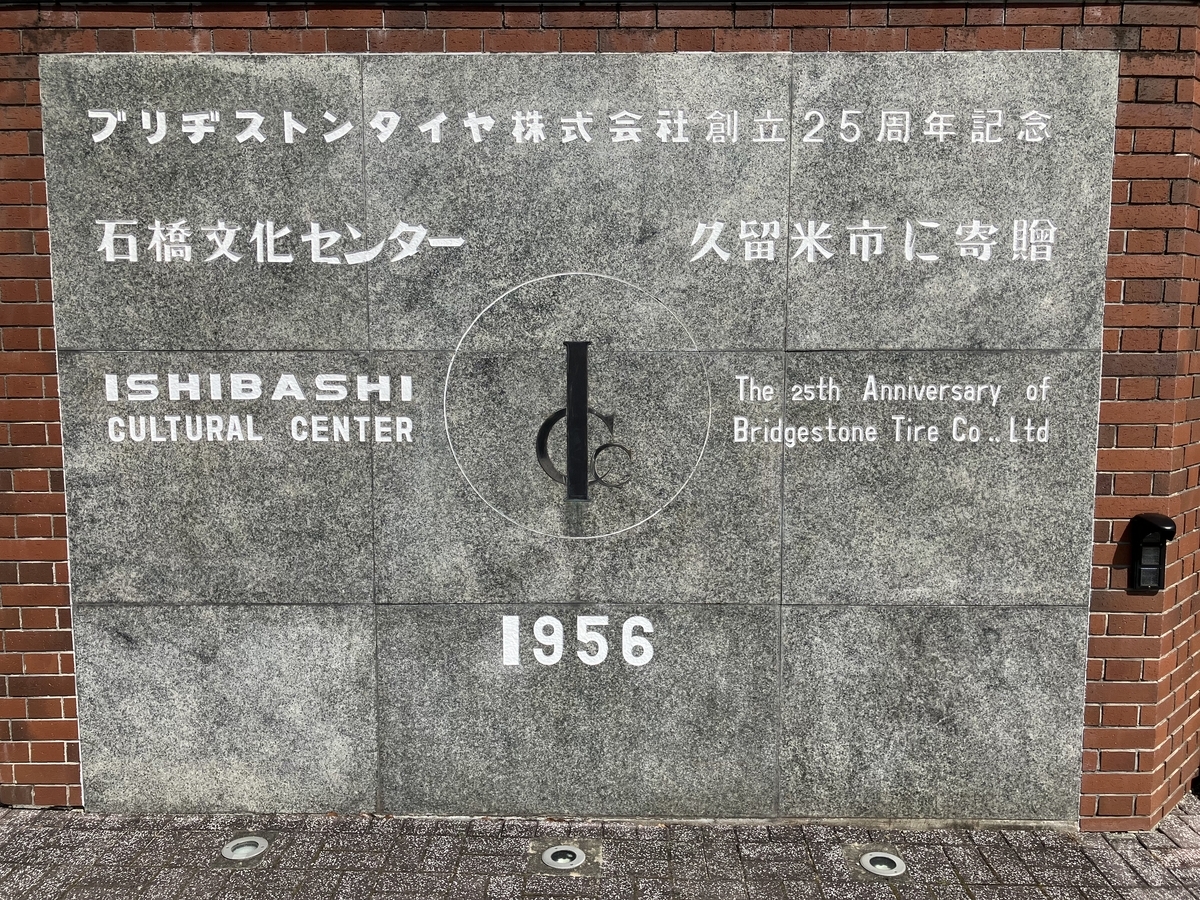 ブリヂストンタイヤ株式会社創立25周年記念
石橋文化センター 久留米市に寄贈
ISHIBASHI
CULTURAL CENTER
The 25th Anniversary of
Bridgestone Tire Co.. Ltd
ICC
1956